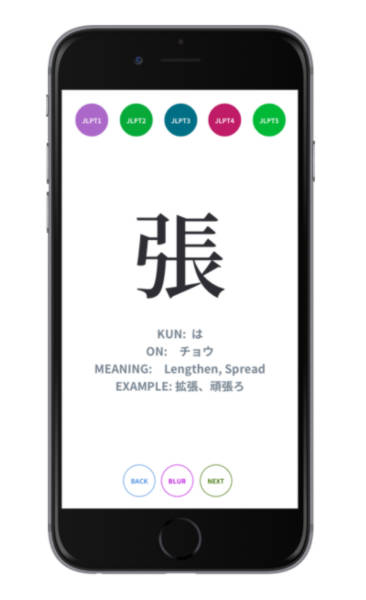 JLPT1 JLPT2 JLPT3 JLPT4 JLPT5
張
KUN: は
ON: チョウ
MEANING: Lengthen, Spread
EXAMPLE: 拡張、頑張ろ
BACK BLUR NEXT